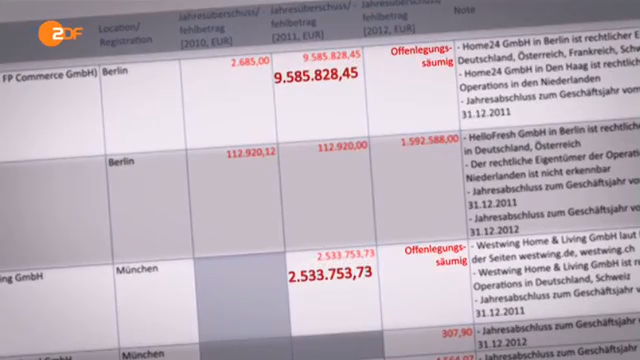 ZDF
Location/
Registration
Jahresüberschuss/ -
fehlbetrag
[2010, EUR]
Jahresüberschuss/ -
fehlbetrag
[2011, EUR]
Jahresüberschuss/ -
fehlbetrag
[2012, EUR]
Note
FP Commerce GmbH)
Berlin
2.685,00
9.585.828,45
9.585.828,45
Offenlegungs-
säumig
- Home24 GmbH in Berlin ist rechtlicher
Deutschland, Österreich, Frankreich,
- Home24 GmbH in Den Haag ist rechtlich
Operations in den Niederlanden
- Jahresabschluss zum Geschäftsjahr vom
31.12.2011
Berlin
112.920,12
112.920,00
1.592.588,00
- HelloFresh GmbH in Berlin ist
in Deutschland, Österreich
- Der rechtliche Eigentümer der
Niederlanden ist nicht erkennbar
- Jahresabschluss zum Geschäftsjahr
31.12.2011
- Jahresabschluss zum Geschäftsjahr
31.12.2012
GmbH
München
2.533.753,73
2.533.753,73
Offenlegungs-
säumig
- Westwing Home & Living GmbH laut
der Seiten westwing.de, westwing.ch
- Westwing Home & Living GmbH ist
Operations in Deutschland, Schweiz
- Jahresabschluss zum Geschäftsjahr
31.12.2011
307,90
- Jahresabschluss zum Geschäftsjahr
31.12.2012
München
- Jahresabschluss zum Geschäftsjahr